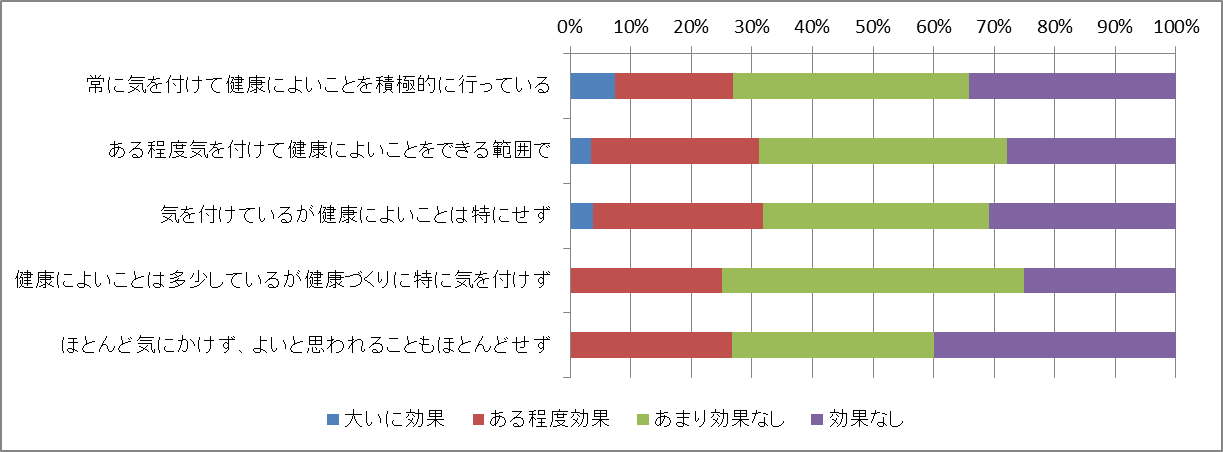 0% 10% 20% 30% 40% 50% 60% 70% 80% 90% 100%
常に気を付けて健康によいことを積極的に行っている
ある程度気を付けて健康によいことをできる範囲で
気を付けているが健康によいことは特にせず
健康によいことは多少しているが健康づくりに特に気を付けず
ほとんど気にかけず、よいと思われることもほとんどせず
大いに効果 ある程度効果 あまり効果なし 効果なし